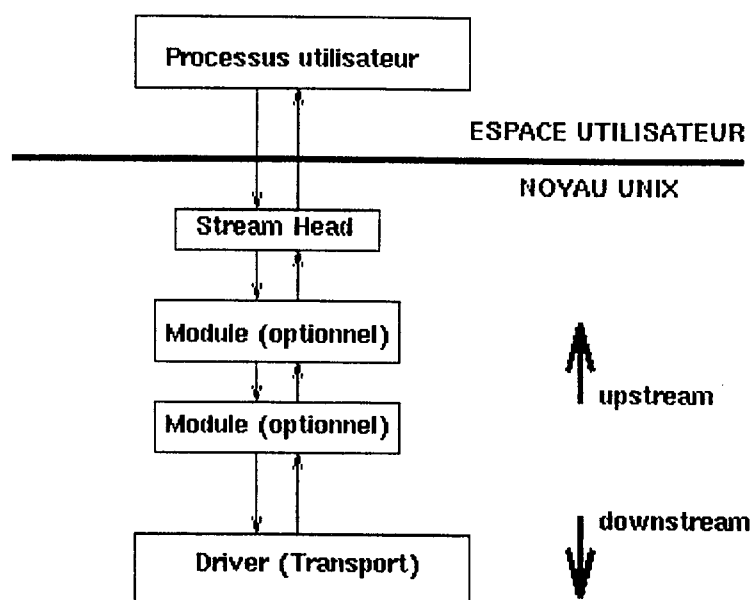 Processus utilisateur
ESPACE UTILISATEUR
NOYAU UNIX
Stream Head
Module (optionnel)
Module (optionnel)
upstream
downstream
Driver (Transport)